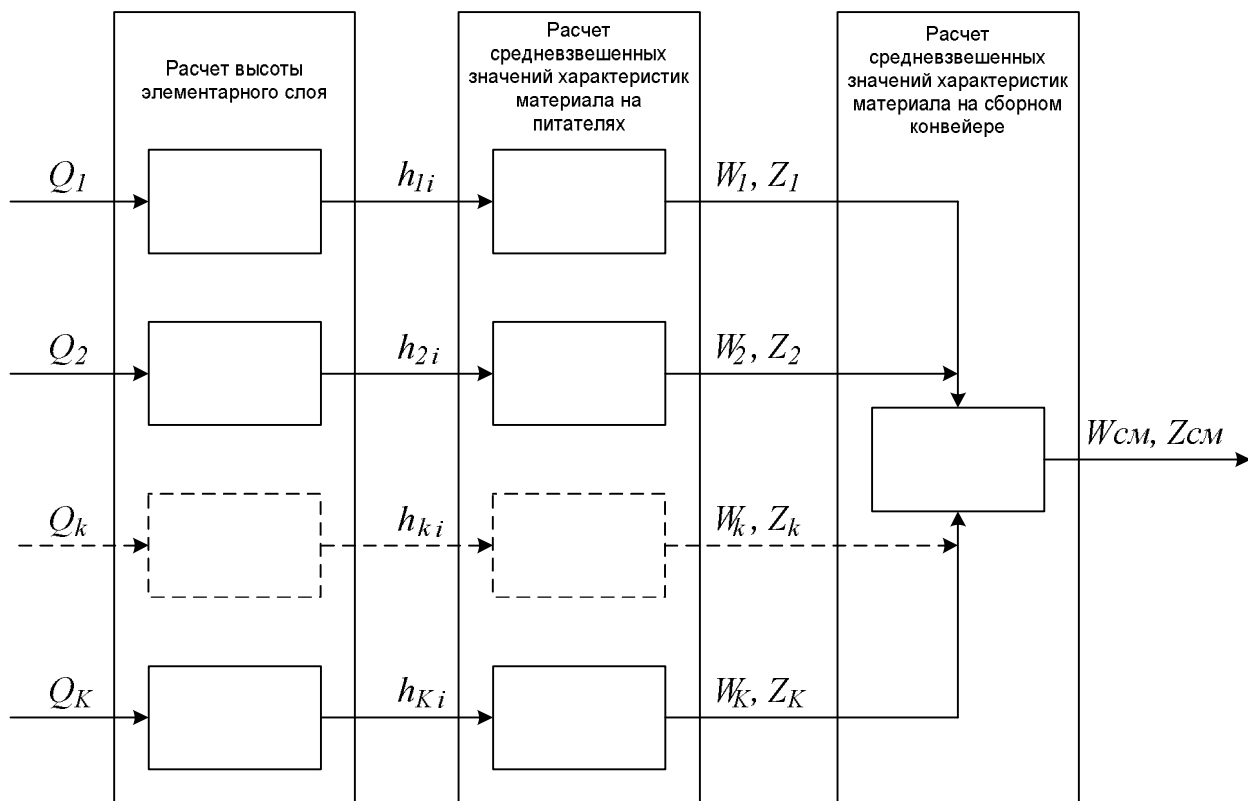 Расчет высоты
элементарного слоя
Расчет
средневзвешенных
значений характеристик
материала на
питателях
Расчет
средневзвешенных
значений характеристик
материала на сборном
конвейере
Q1
h1i
W1, Z1
Q2
h2i
W2, Z2
Wсм, Zсм
Qk
hki
Wk, Zk
QK
hKi
WK, ZK